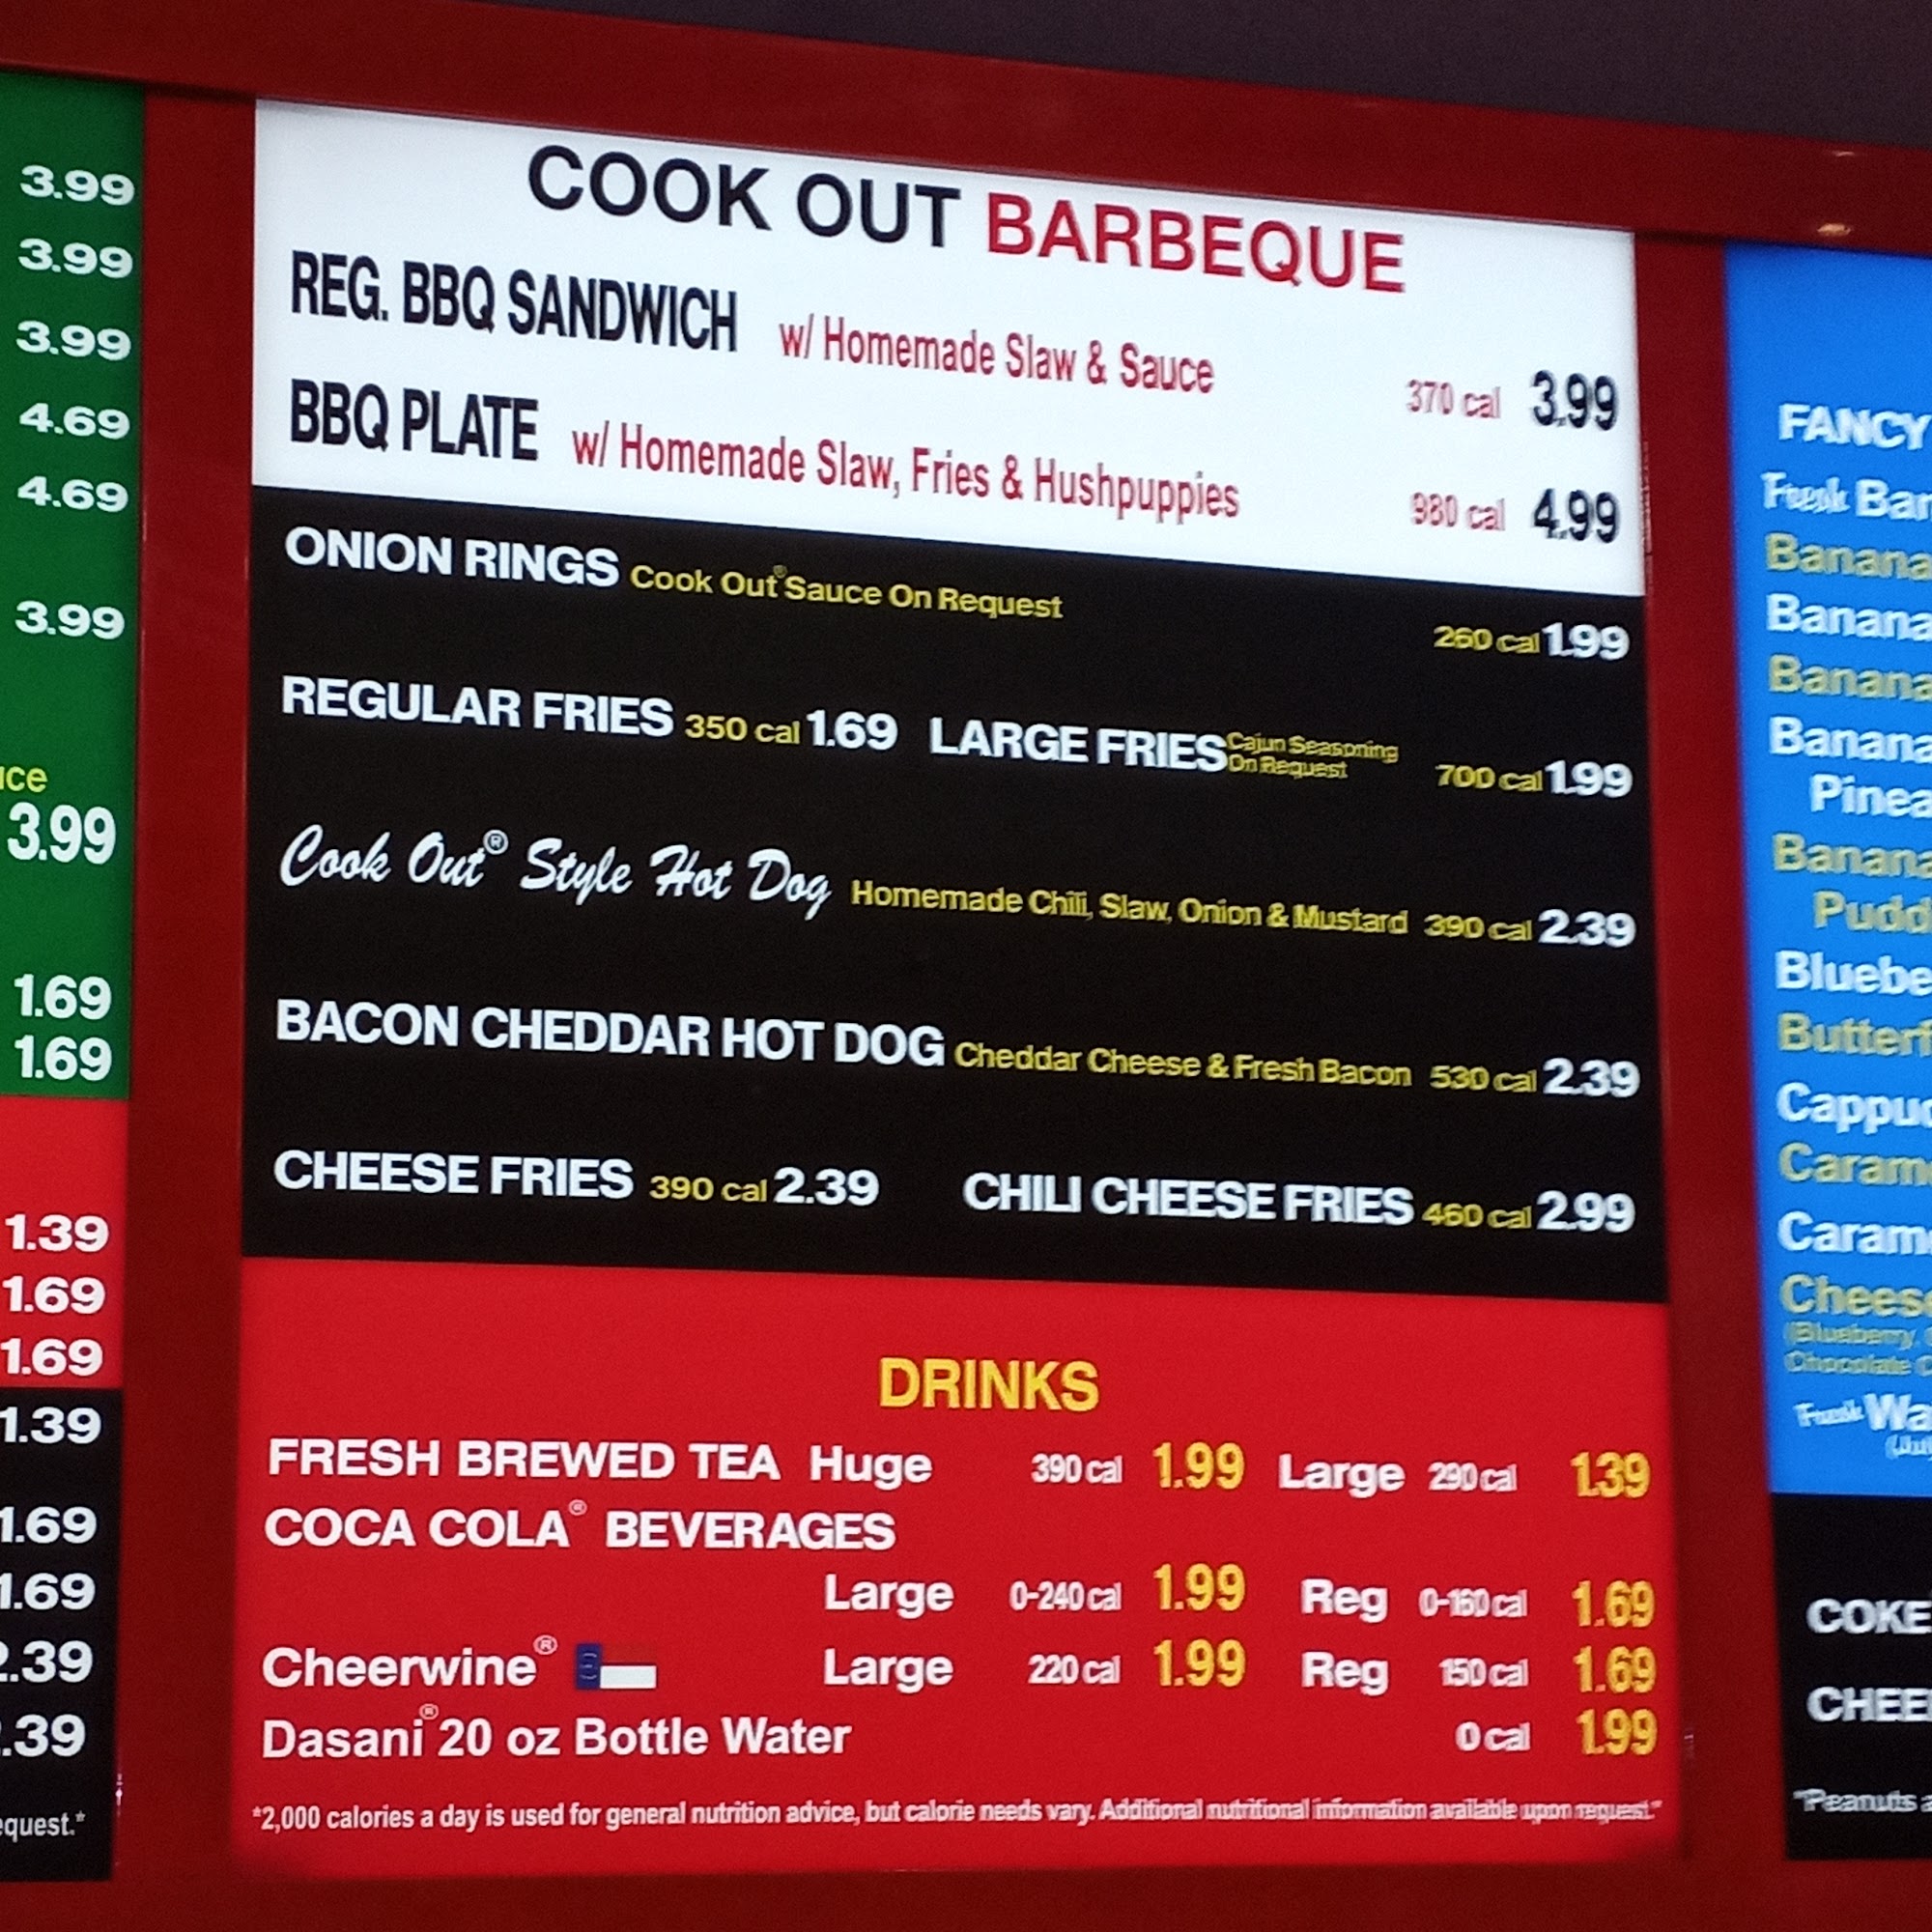 3.99
3.99
3.99
4.69
4.69
3.99
3.99
1.69
1.69
1.39
1.69
1.69
1.39
1.69
1.69
2.39
.39
COOK OUT BARBEQUE
REG. BBQ SANDWICH w/ Homemade Slaw & Sauce 370 cal 3.99
BBQ PLATE w/ Homemade Slaw, Fries & Hushpuppies 980 cal 4.99
ONION RINGS Cook Out® Sauce On Request 260 cal 1.99
REGULAR FRIES 350 cal 1.69 LARGE FRIES Cajun Seasoning On Request 700 cal 1.99
Cook Out® Style Hot Dog Homemade Chili, Slaw, Onion & Mustard 390 cal 2.39
BACON CHEDDAR HOT DOG Cheddar Cheese & Fresh Bacon 530 cal 2.39
CHEESE FRIES 390 cal 2.39 CHILI CHEESE FRIES 460 cal 2.99
DRINKS
FRESH BREWED TEA Huge 390 cal 1.99 Large 290 cal 1.39
COCA COLA® BEVERAGES
Large 0-240 cal 1.99 Reg 0-160 cal 1.69
Cheerwine® Large 220 cal 1.99 Reg 150 cal 1.69
Dasani® 20 oz Bottle Water 0 cal 1.99
*2,000 calories a day is used for general nutrition advice, but calorie needs vary. Additional nutritional information available upon request.*
FANCY
Fresh
Banana
Banana
Banana
Banana
Banana
Blueberry,
Chocolate
Fresh
COKE
*Peanuts